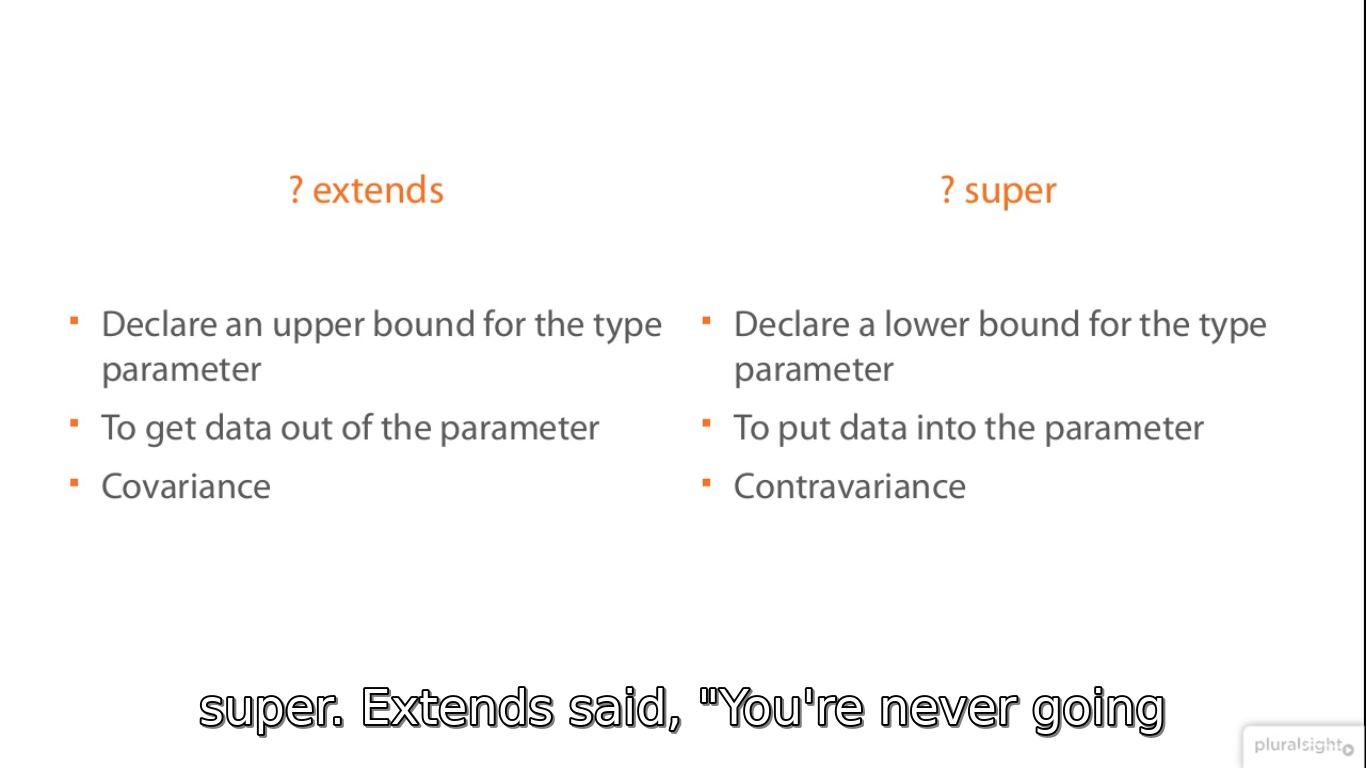 ? extends
Declare an upper bound for the type
parameter
To get data out of the parameter
Covariance
? super
Declare a lower bound for the type
parameter
To put data into the parameter
Contravariance
super. Extends said, "You're never going
pluralsight